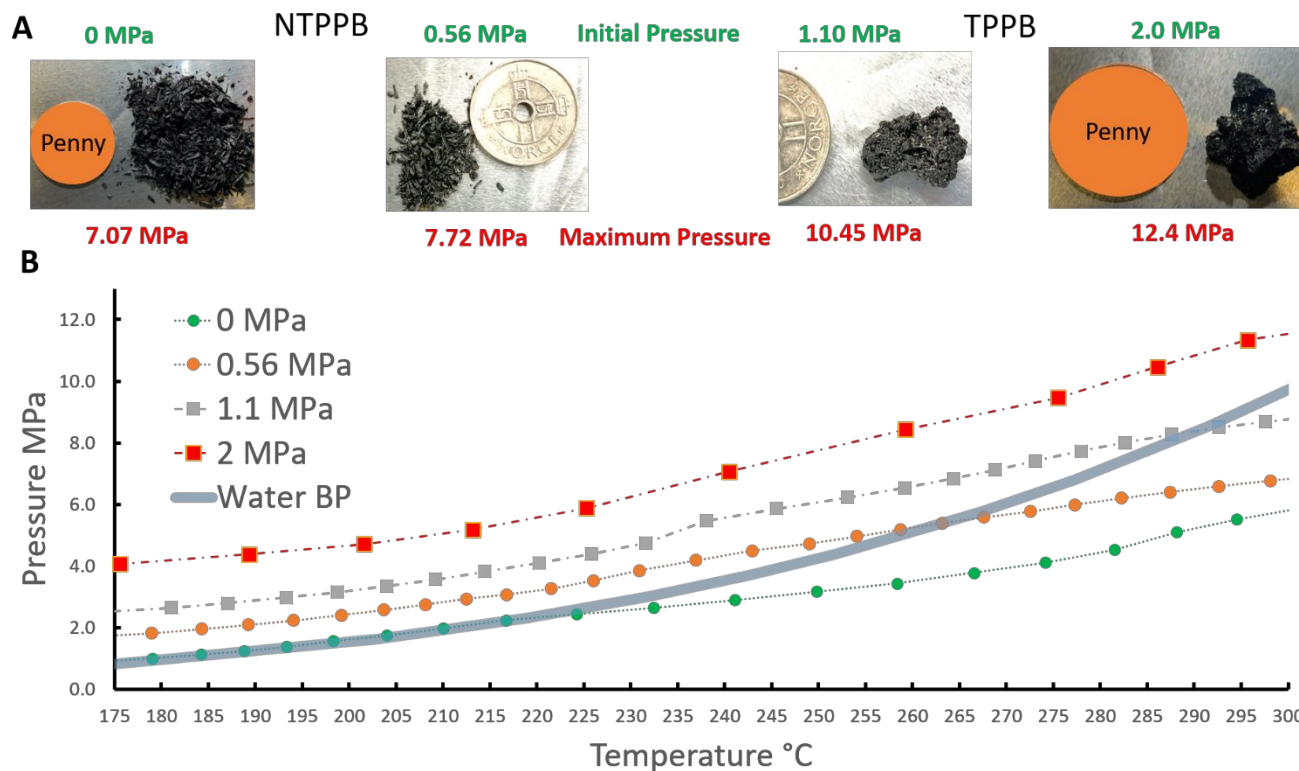 A
NTPPB
TPPB
0 MPa
0.56 MPa
Initial Pressure
1.10 MPa
2.0 MPa
Penny
NORGE
NORGE
Penny
7.07 MPa
7.72 MPa
Maximum Pressure
10.45 MPa
12.4 MPa
B
0 MPa
0.56 MPa
1.1 MPa
2 MPa
Water BP
Pressure MPa
12.0
10.0
8.0
6.0
4.0
2.0
0.0
175 180 185 190 195 200 205 210 215 220 225 230 235 240 245 250 255 260 265 270 275 280 285 290 295 300
Temperature °C